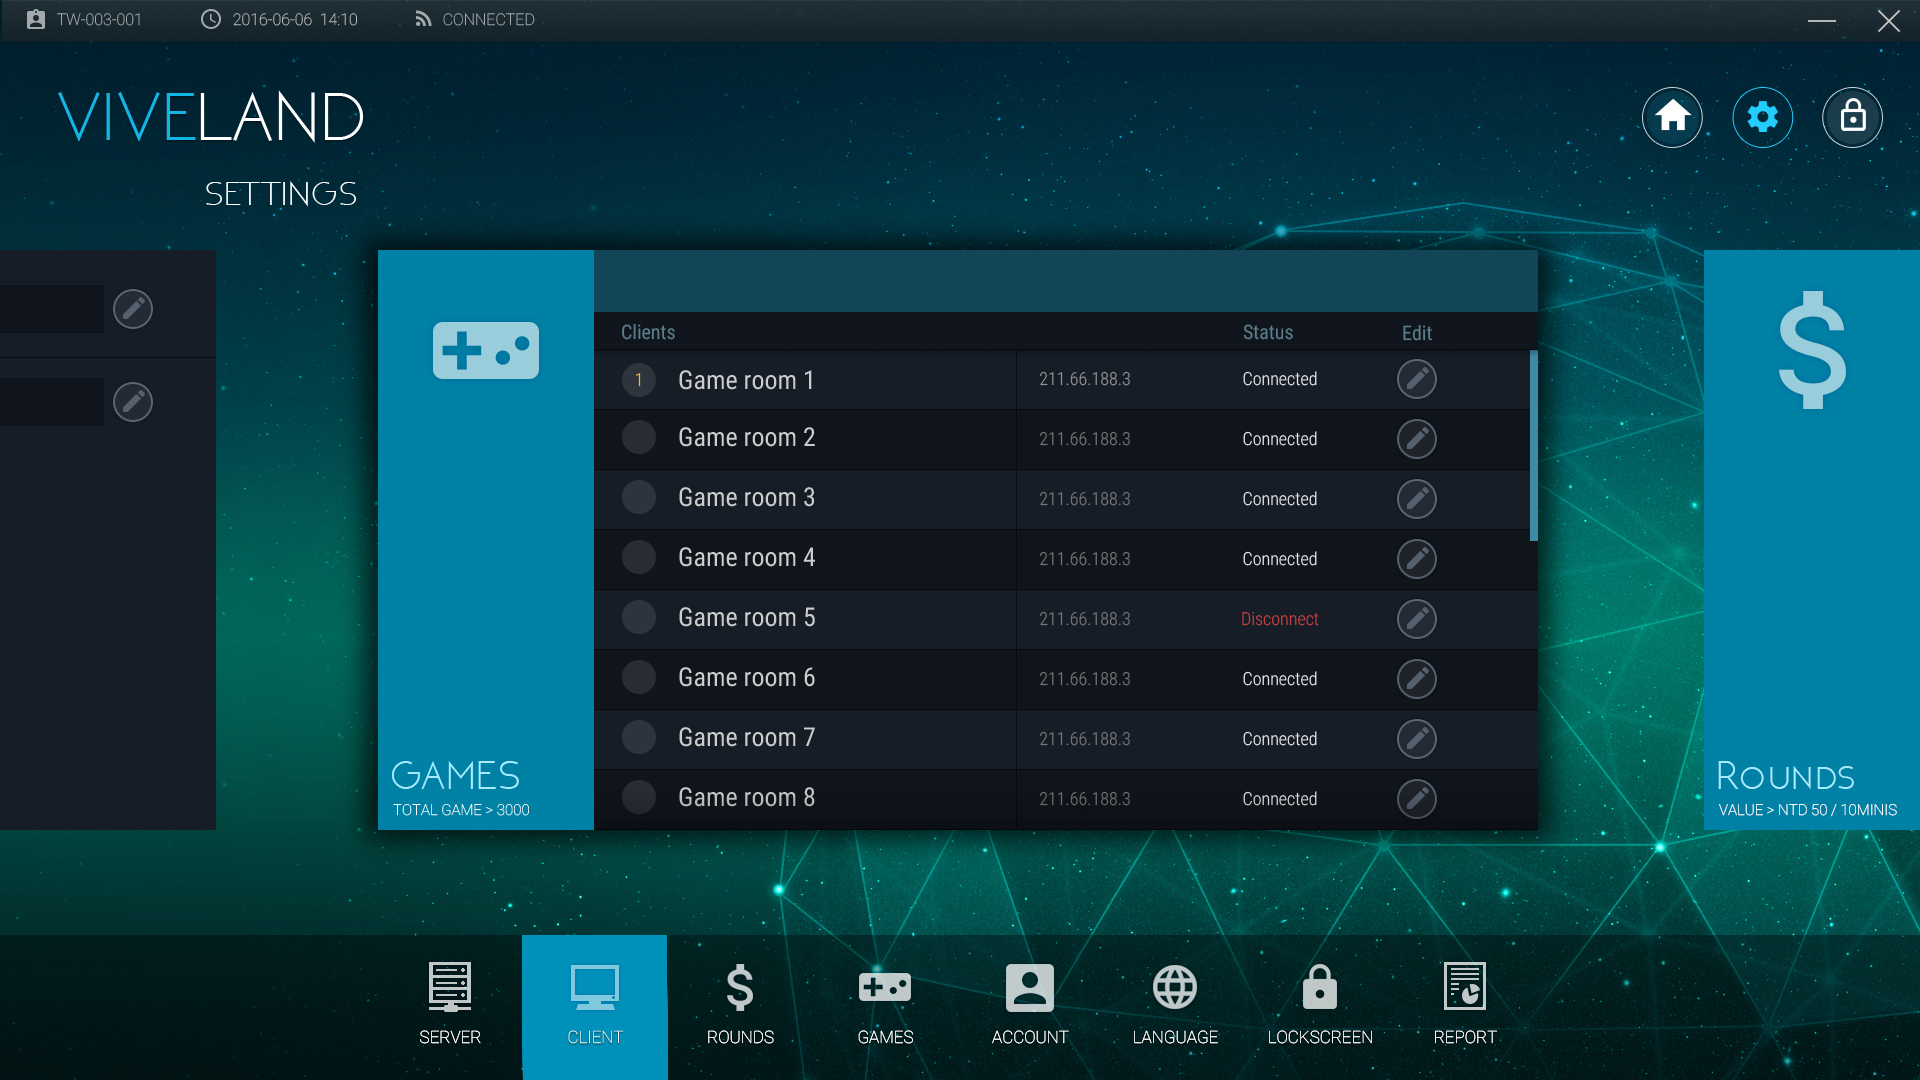 TW-003-001 2016-06-06 14:10 CONNECTED
VIVELAND
SETTINGS
Clients Status Edit
1 Game room 1 211.66.188.3 Connected
Game room 2 211.66.188.3 Connected
Game room 3 211.66.188.3 Connected
Game room 4 211.66.188.3 Connected
Game room 5 211.66.188.3 Disconnect
Game room 6 211.66.188.3 Connected
Game room 7 211.66.188.3 Connected
Game room 8 211.66.188.3 Connected
GAMES
TOTAL GAME > 3000
ROUNDS
VALUE > NTD 50 / 10MINIS
SERVER CLIENT ROUNDS GAMES ACCOUNT LANGUAGE LOCKSCREEN REPORT